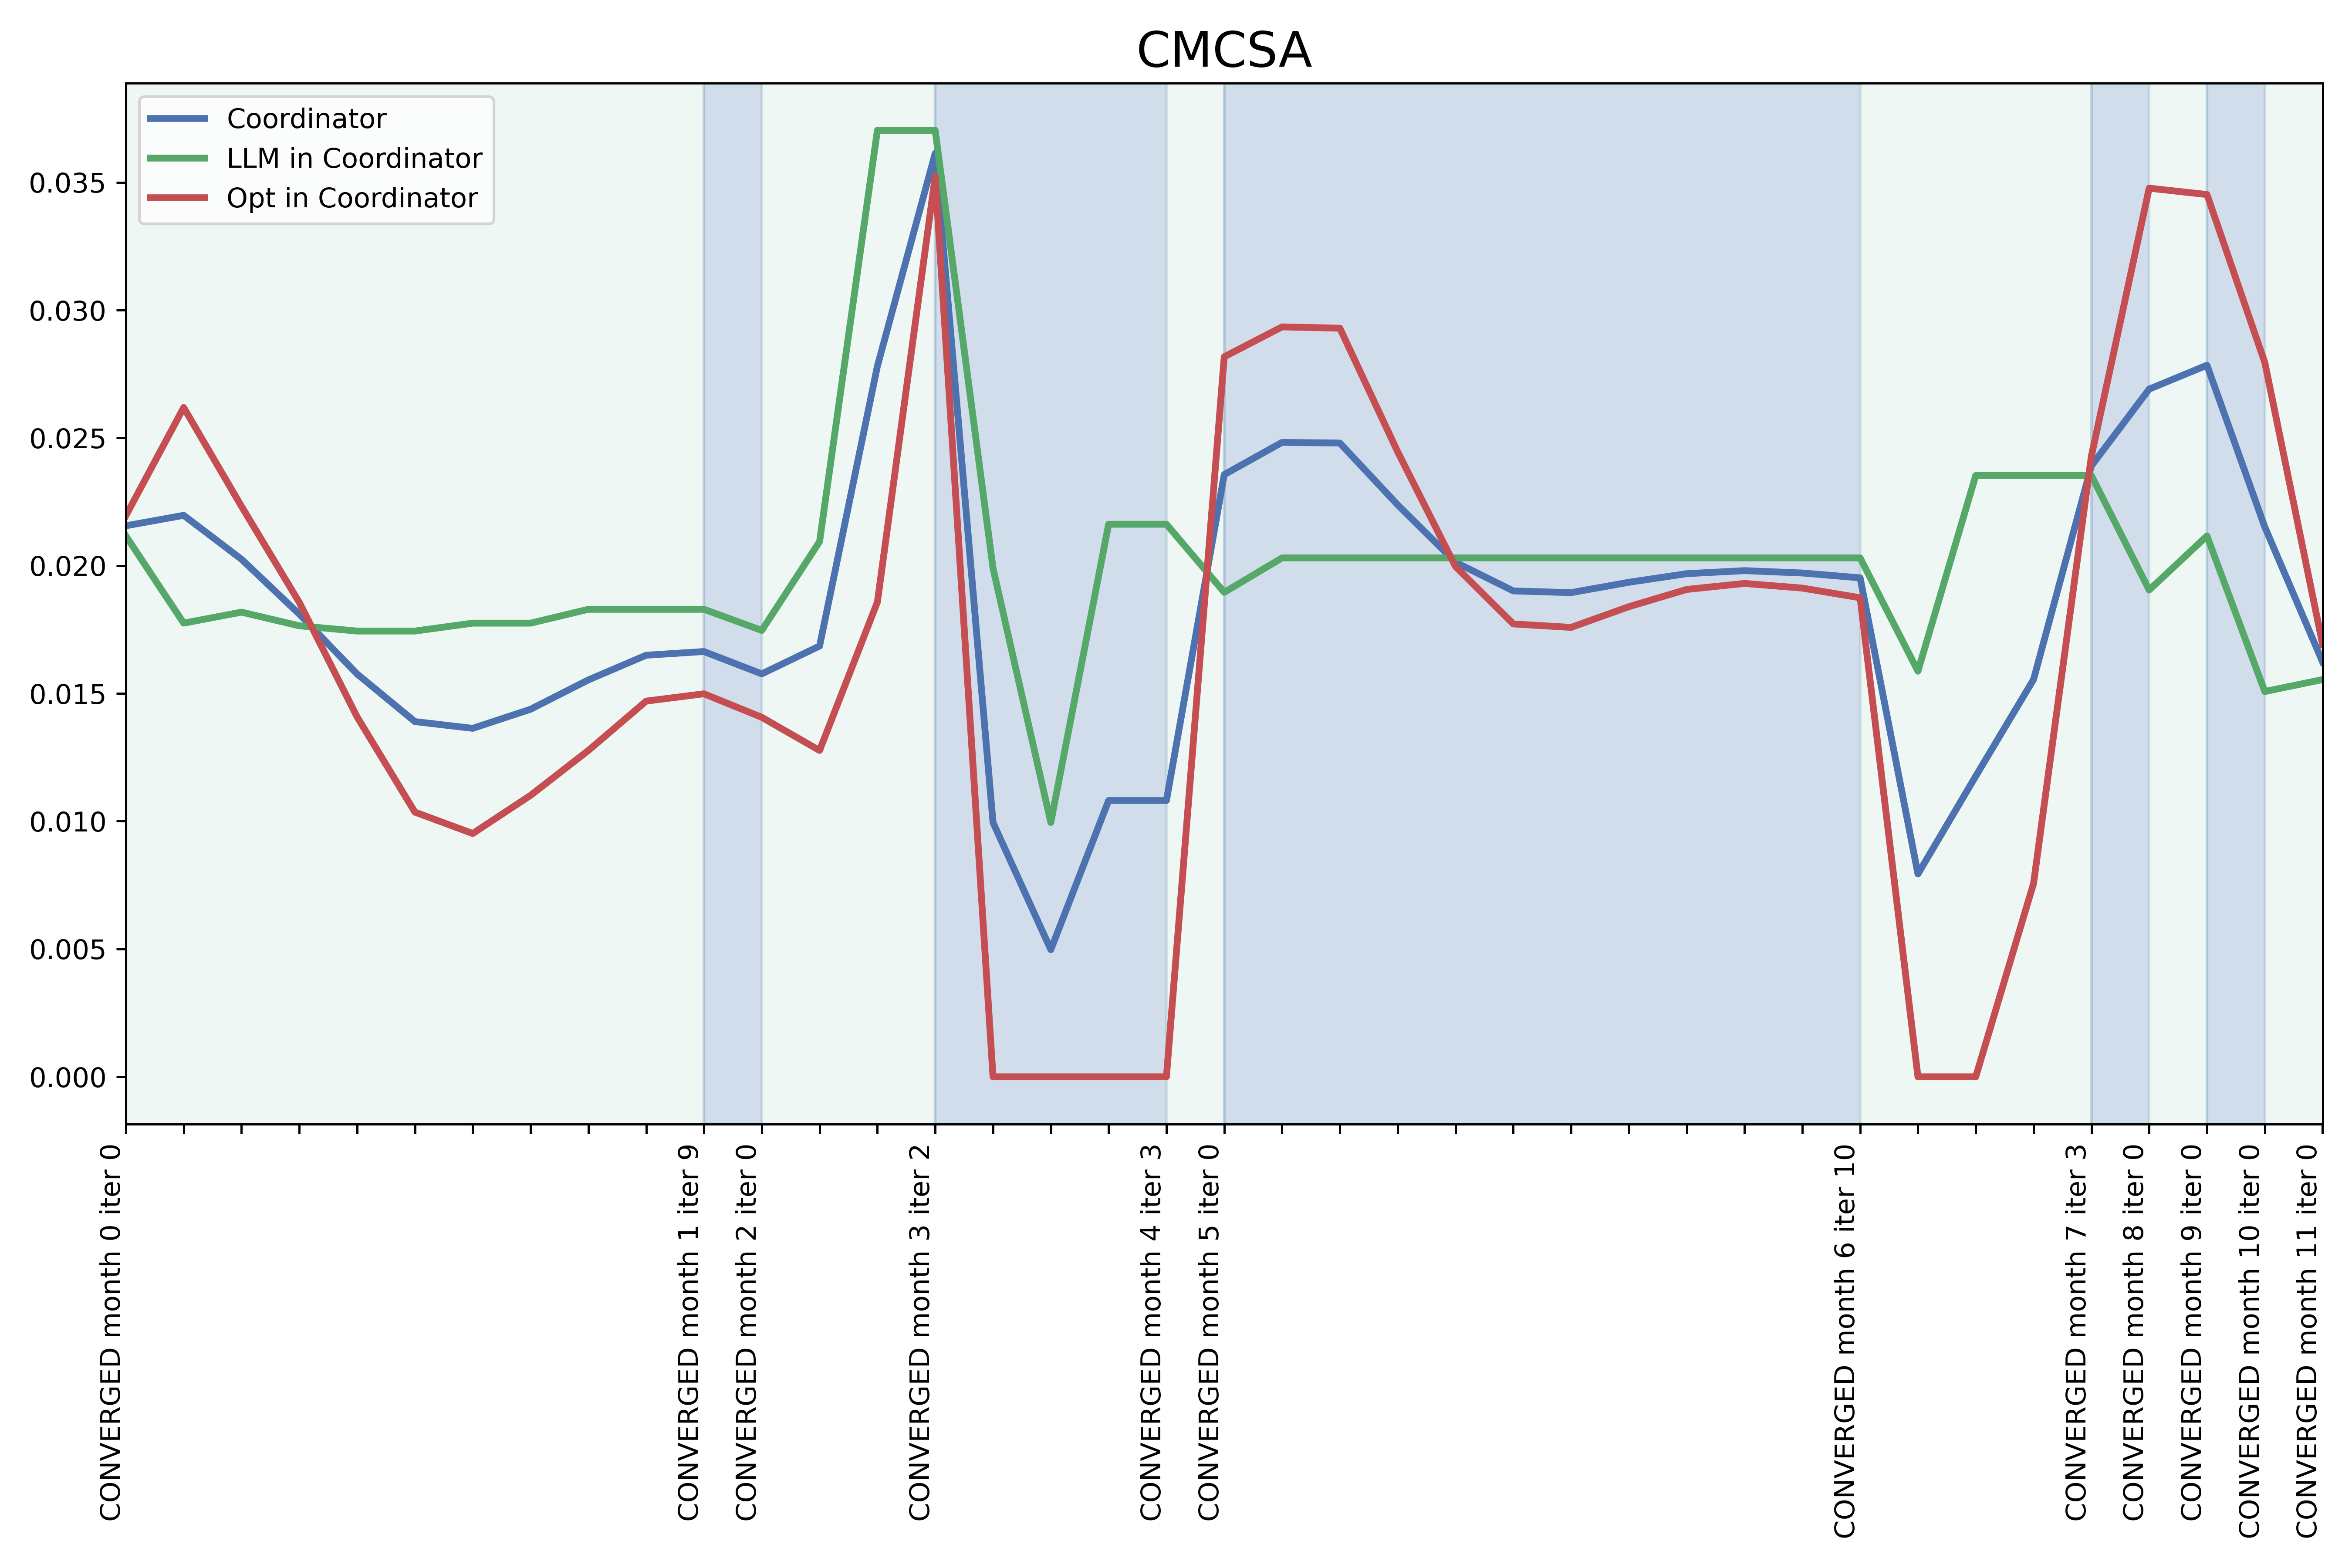 CMCSA
Coordinator
LLM in Coordinator
Opt in Coordinator
0.035
0.030
0.025
0.020
0.015
0.010
0.005
0.000
CONVERGED month 0 iter 0
CONVERGED month 1 iter 9
CONVERGED month 2 iter 0
CONVERGED month 3 iter 2
CONVERGED month 4 iter 3
CONVERGED month 5 iter 0
CONVERGED month 6 iter 10
CONVERGED month 7 iter 3
CONVERGED month 8 iter 0
CONVERGED month 9 iter 0
CONVERGED month 10 iter 0
CONVERGED month 11 iter 0